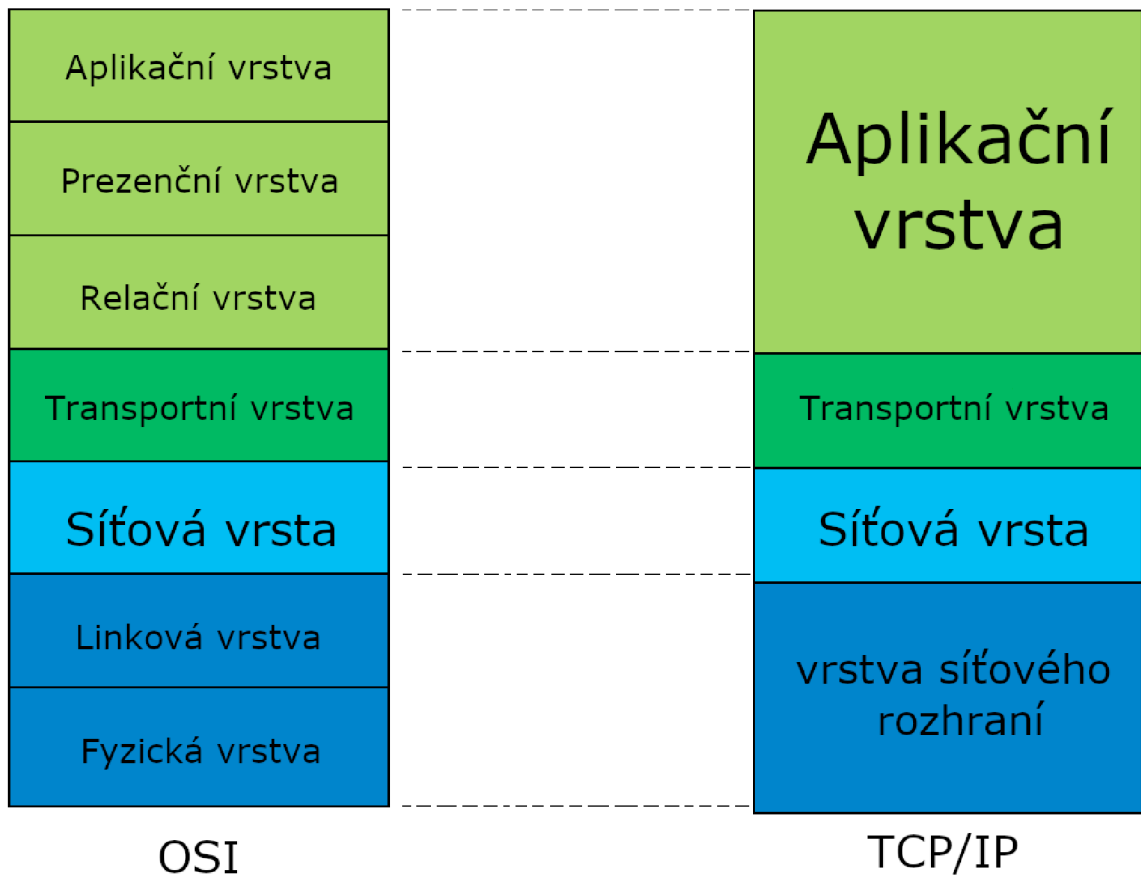 Aplikační vrstva
Prezenční vrstva
Relační vrstva
Transportní vrstva
Síťová vrsta
Linková vrstva
Fyzická vrstva
OSI
Aplikační
vrstva
Transportní vrstva
Síťová vrsta
vrstva síťového
rozhraní
TCP/IP